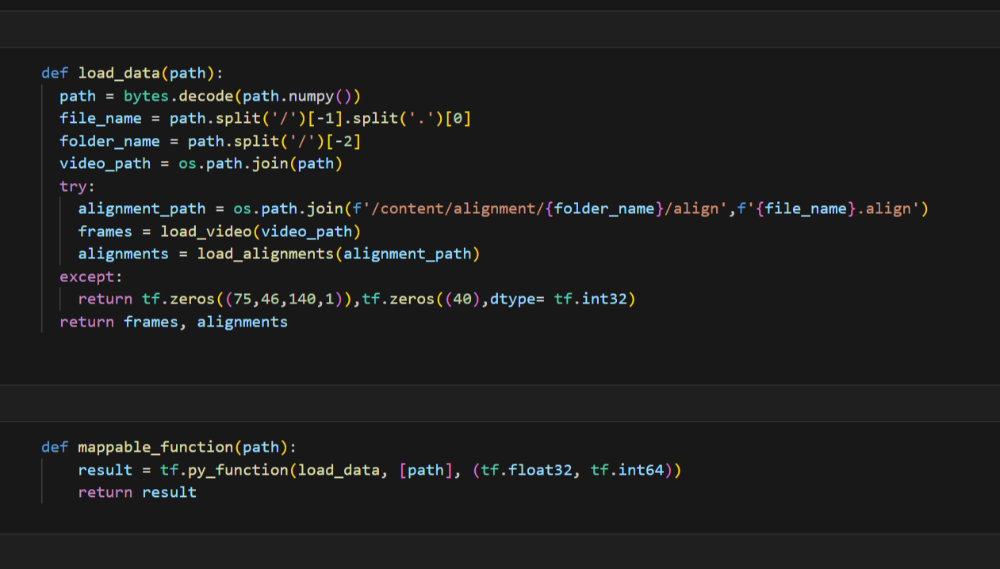 def load_data(path):
  path = bytes.decode(path.numpy())
  file_name = path.split('/')[-1].split('.')[0]
  folder_name = path.split('/')[-2]
  video_path = os.path.join(path)
  try:
    alignment_path = os.path.join(f'/content/alignment/{folder_name}/align',f'{file_name}.align')
    frames = load_video(video_path)
    alignments = load_alignments(alignment_path)
  except:
    return tf.zeros((75,46,140,1)),tf.zeros((40),dtype= tf.int32)
  return frames, alignments
def mappable_function(path):
    result = tf.py_function(load_data, [path], (tf.float32, tf.int64))
    return result